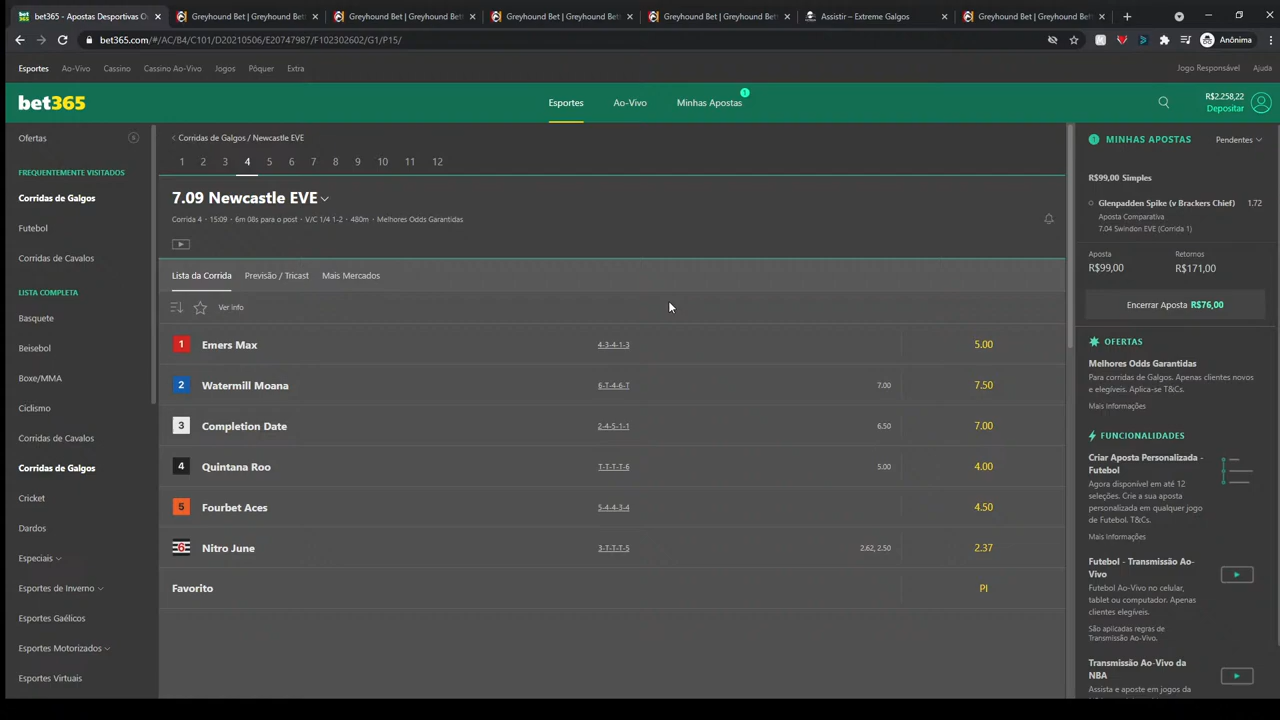 bet365 - Apostas Desportivas O
Greyhound Bet | Greyhound Bet
Greyhound Bet | Greyhound Bet
Greyhound Bet | Greyhound Bet
Greyhound Bet | Greyhound Bet
Assistir – Extreme Galgos
Greyhound Bet | Greyhound Bet
bet365.com/#/AC/B4/C101/D20210506/E20747987/F102302602/G1/P15/
Anônima
Esportes Ao-Vivo Cassino Cassino Ao-Vivo Jogos Pôquer Extra
Jogo Responsável Ajuda
bet365
Esportes Ao-Vivo Minhas Apostas 1
R$2.258,22
Depositar
Ofertas 5
FREQUENTEMENTE VISITADOS
Corridas de Galgos
Futebol
Corridas de Cavalos
LISTA COMPLETA
Basquete
Beisebol
Boxe/MMA
Ciclismo
Corridas de Cavalos
Corridas de Galgos
Cricket
Dardos
Especiais
Esportes de Inverno
Esportes Gaélicos
Esportes Motorizados
Esportes Virtuais
Corridas de Galgos / Newcastle EVE
1 2 3 4 5 6 7 8 9 10 11 12
7.09 Newcastle EVE
Corrida 4 · 15:09 · 6m 08s para o post · V/C 1/4 1-2 · 480m · Melhores Odds Garantidas
Lista da Corrida Previsão / Tricast Mais Mercados
Ver info
1 Emers Max 4-3-4-1-3 5.00
2 Watermill Moana 6-T-4-6-T 7.00 7.50
3 Completion Date 2-4-5-1-1 6.50 7.00
4 Quintana Roo T-T-T-T-6 5.00 4.00
5 Fourbet Aces 5-4-4-3-4 4.50
6 Nitro June 3-T-T-T-5 2.62, 2.50 2.37
Favorito PI
1 MINHAS APOSTAS Pendentes
R$99,00 Simples
Glenpadden Spike (v Brackers Chief) 1.72
Aposta Comparativa
7.04 Swindon EVE (Corrida 1)
Aposta Retornos
R$99,00 R$171,00
Encerrar Aposta R$76,00
OFERTAS
Melhores Odds Garantidas
Para corridas de Galgos. Apenas clientes novos
e elegíveis. Aplica-se T&Cs.
Mais Informações
FUNCIONALIDADES
Criar Aposta Personalizada -
Futebol
Agora disponível em até 12
seleções. Crie a sua aposta
personalizada em qualquer jogo
de Futebol. T&Cs.
Mais Informações
Futebol - Transmissão Ao-
Vivo
Futebol Ao-Vivo no celular,
tablet ou computador. Apenas
clientes elegíveis.
São aplicadas regras de
Transmissão Ao-Vivo.
Transmissão Ao-Vivo da
NBA
Assista e aposte em jogos da